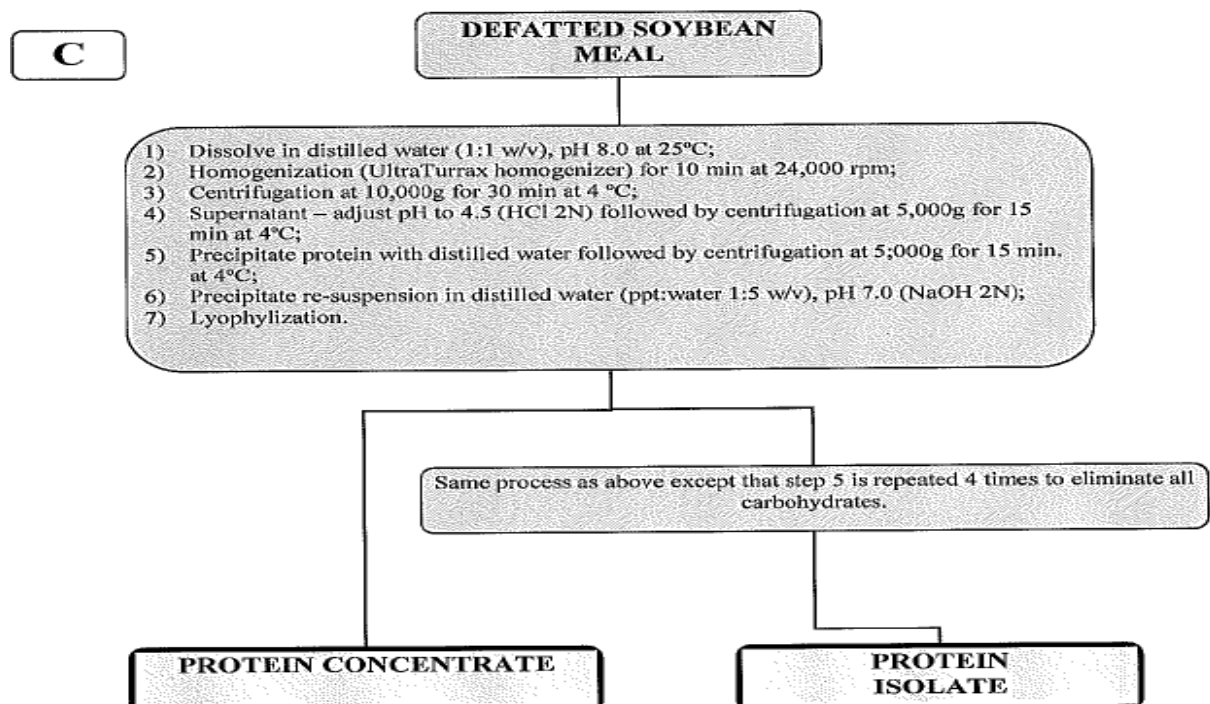 C
DEFATTED SOYBEAN
MEAL
1) Dissolve in distilled water (1:1 w/v), pH 8.0 at 25ºC;
2) Homogenization (UltraTurrax homogenizer) for 10 min at 24,000 rpm;
3) Centrifugation at 10,000g for 30 min at 4 ºC;
4) Supernatant – adjust pH to 4.5 (HCl 2N) followed by centrifugation at 5,000g for 15
min at 4ºC;
5) Precipitate protein with distilled water followed by centrifugation at 5;000g for 15 min.
at 4ºC;
6) Precipitate re-suspension in distilled water (ppt:water 1:5 w/v), pH 7.0 (NaOH 2N);
7) Lyophylization.
Same process as above except that step 5 is repeated 4 times to eliminate all
carbohydrates.
PROTEIN CONCENTRATE
PROTEIN
ISOLATE